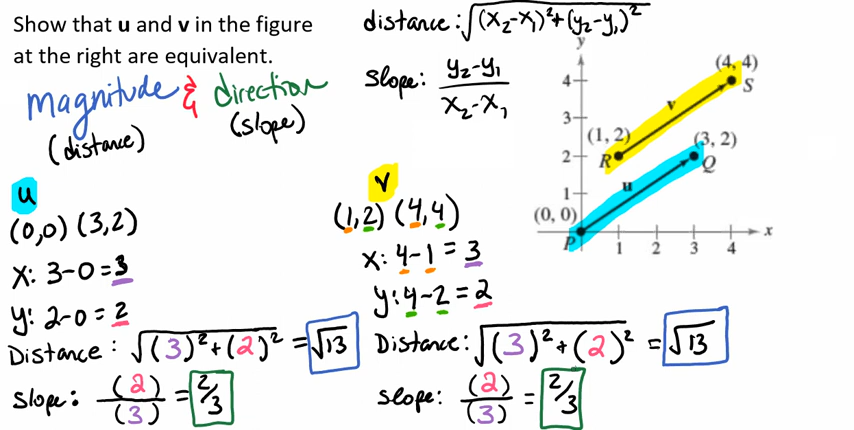 Show that u and v in the figure
at the right are equivalent.
magnitude & direction
(distance) (slope)
distance: √(x₂-x₁)²+(y₂-y₁)²
slope: y₂-y₁
x₂-x₁
y
(4, 4)
4
S
v
3
(1, 2)
(3, 2)
2
R
Q
1
u
(0, 0)
P
1 2 3 4
x
u
(0,0) (3,2)
x: 3-0=3
y: 2-0=2
Distance: √(3)²+(2)² = √13
slope: (2)
(3)
= 2/3
v
(1,2) (4,4)
x: 4-1=3
y: 4-2=2
Distance: √(3)²+(2)² = √13
slope: (2)
(3)
= 2/3